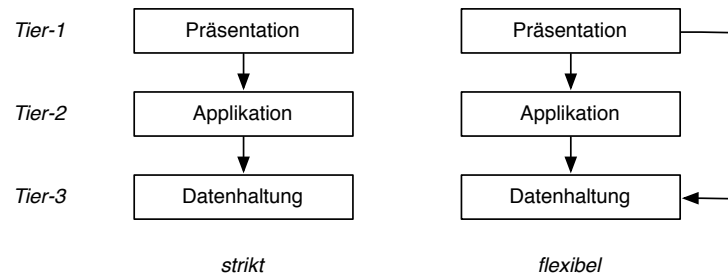 Tier-1 Präsentation Präsentation
Tier-2 Applikation Applikation
Tier-3 Datenhaltung Datenhaltung
strikt flexibel